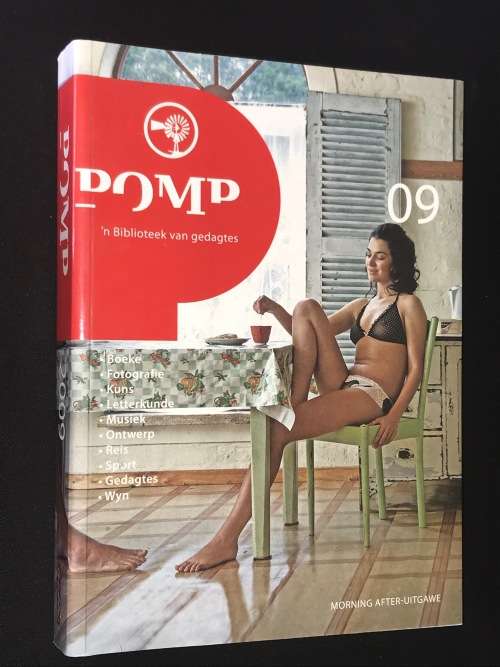 POMP
'n Biblioteek van gedagtes
09
• Boeke
• Fotografie
• Kuns
• Letterkunde
• Musiek
• Ontwerp
• Reis
• Sport
• Gedagtes
• Wyn
MORNING AFTER-UITGAWE
POMP
2009